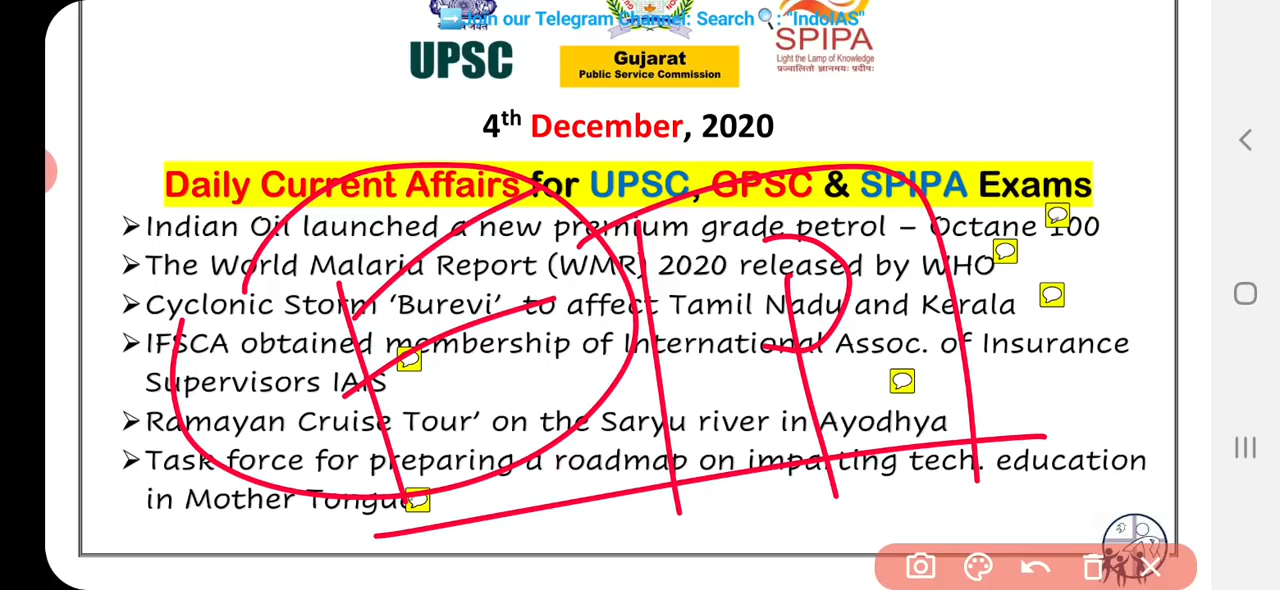 ➡Join our Telegram Channel: Search🔍: "IndoIAS"
UPSC
Gujarat
Public Service Commission
SPIPA
Light the Lamp of Knowledge
प्रज्वालितो ज्ञानमयः प्रदीपः
4th December, 2020
Daily Current Affairs for UPSC, GPSC & SPIPA Exams
➢Indian Oil launched a new premium grade petrol – Octane 100
➢The World Malaria Report (WMR) 2020 released by WHO
➢Cyclonic Storm ‘Burevi’ to affect Tamil Nadu and Kerala
➢IFSCA obtained membership of International Assoc. of Insurance
Supervisors IAIS
➢Ramayan Cruise Tour’ on the Saryu river in Ayodhya
➢Task force for preparing a roadmap on imparting tech. education
in Mother Tongue